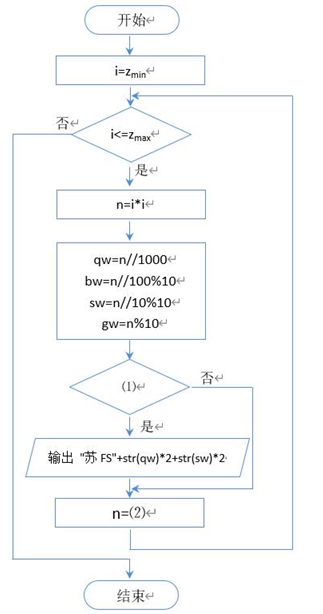 开始
i=zmin
否
i<=zmax
是
n=i*i
qw=n//1000
bw=n//100%10
sw=n//10%10
gw=n%10
⑴
否
是
输出 "苏 FS"+str(qw)*2+str(sw)*2
n=⑵
结束